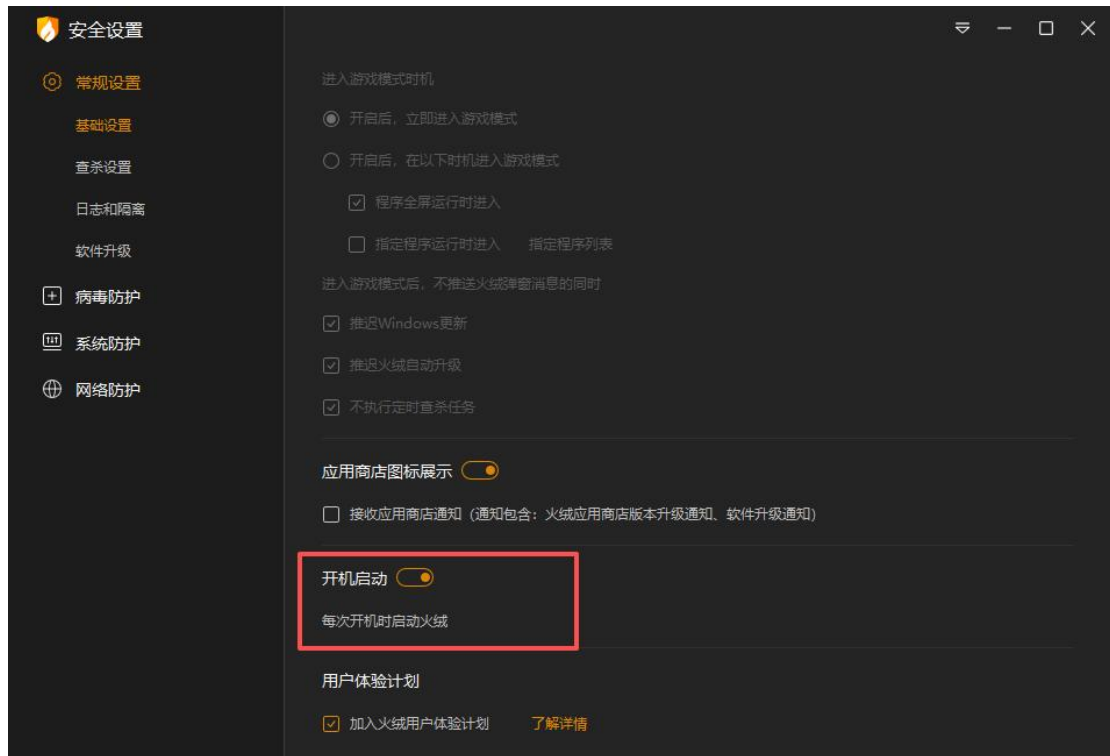 安全设置
常规设置
基础设置
查杀设置
日志和隔离
软件升级
病毒防护
系统防护
网络防护
进入游戏模式时机
开启后，立即进入游戏模式
开启后，在以下时机进入游戏模式
程序全屏运行时进入
指定程序运行时进入 指定程序列表
进入游戏模式后，不推送火绒弹窗消息的同时
推迟Windows更新
推迟火绒自动升级
不执行定时查杀任务
应用商店图标展示
接收应用商店通知（通知包含：火绒应用商店版本升级通知、软件升级通知）
开机启动
每次开机时启动火绒
用户体验计划
加入火绒用户体验计划 了解详情